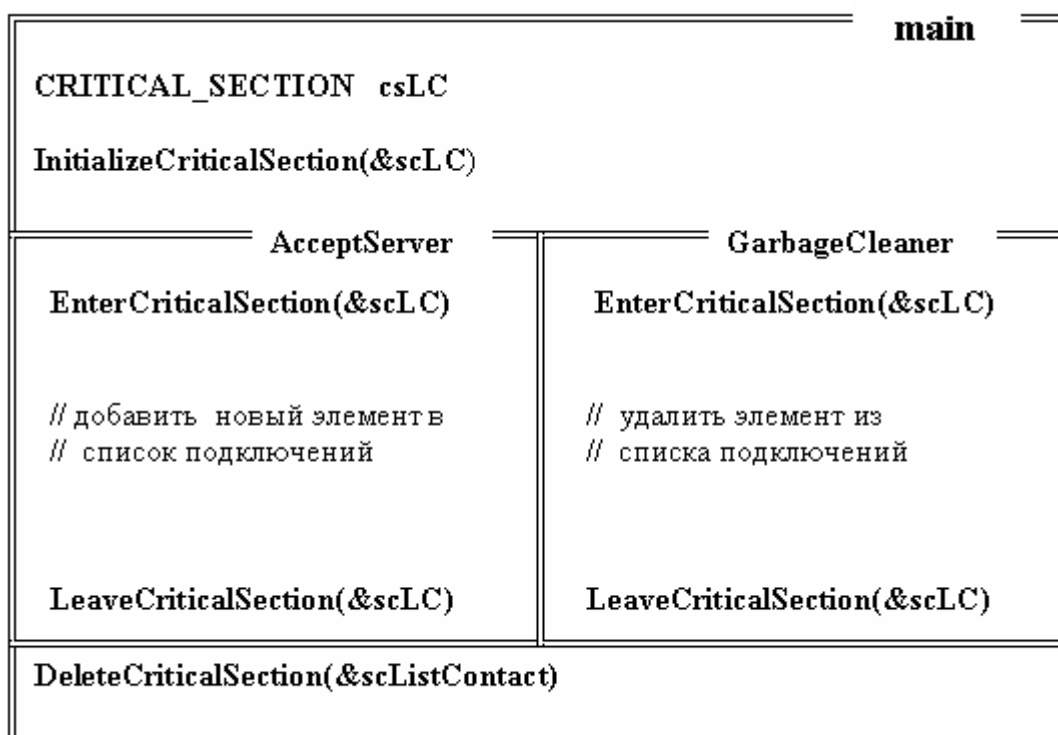 main
CRITICAL_SECTION csLC
InitializeCriticalSection(&scLC)
AcceptServer
GarbageCleaner
EnterCriticalSection(&scLC)
EnterCriticalSection(&scLC)
// добавить новый элемент в
// список подключений
// удалить элемент из
// списка подключений
LeaveCriticalSection(&scLC)
LeaveCriticalSection(&scLC)
DeleteCriticalSection(&scListContact)